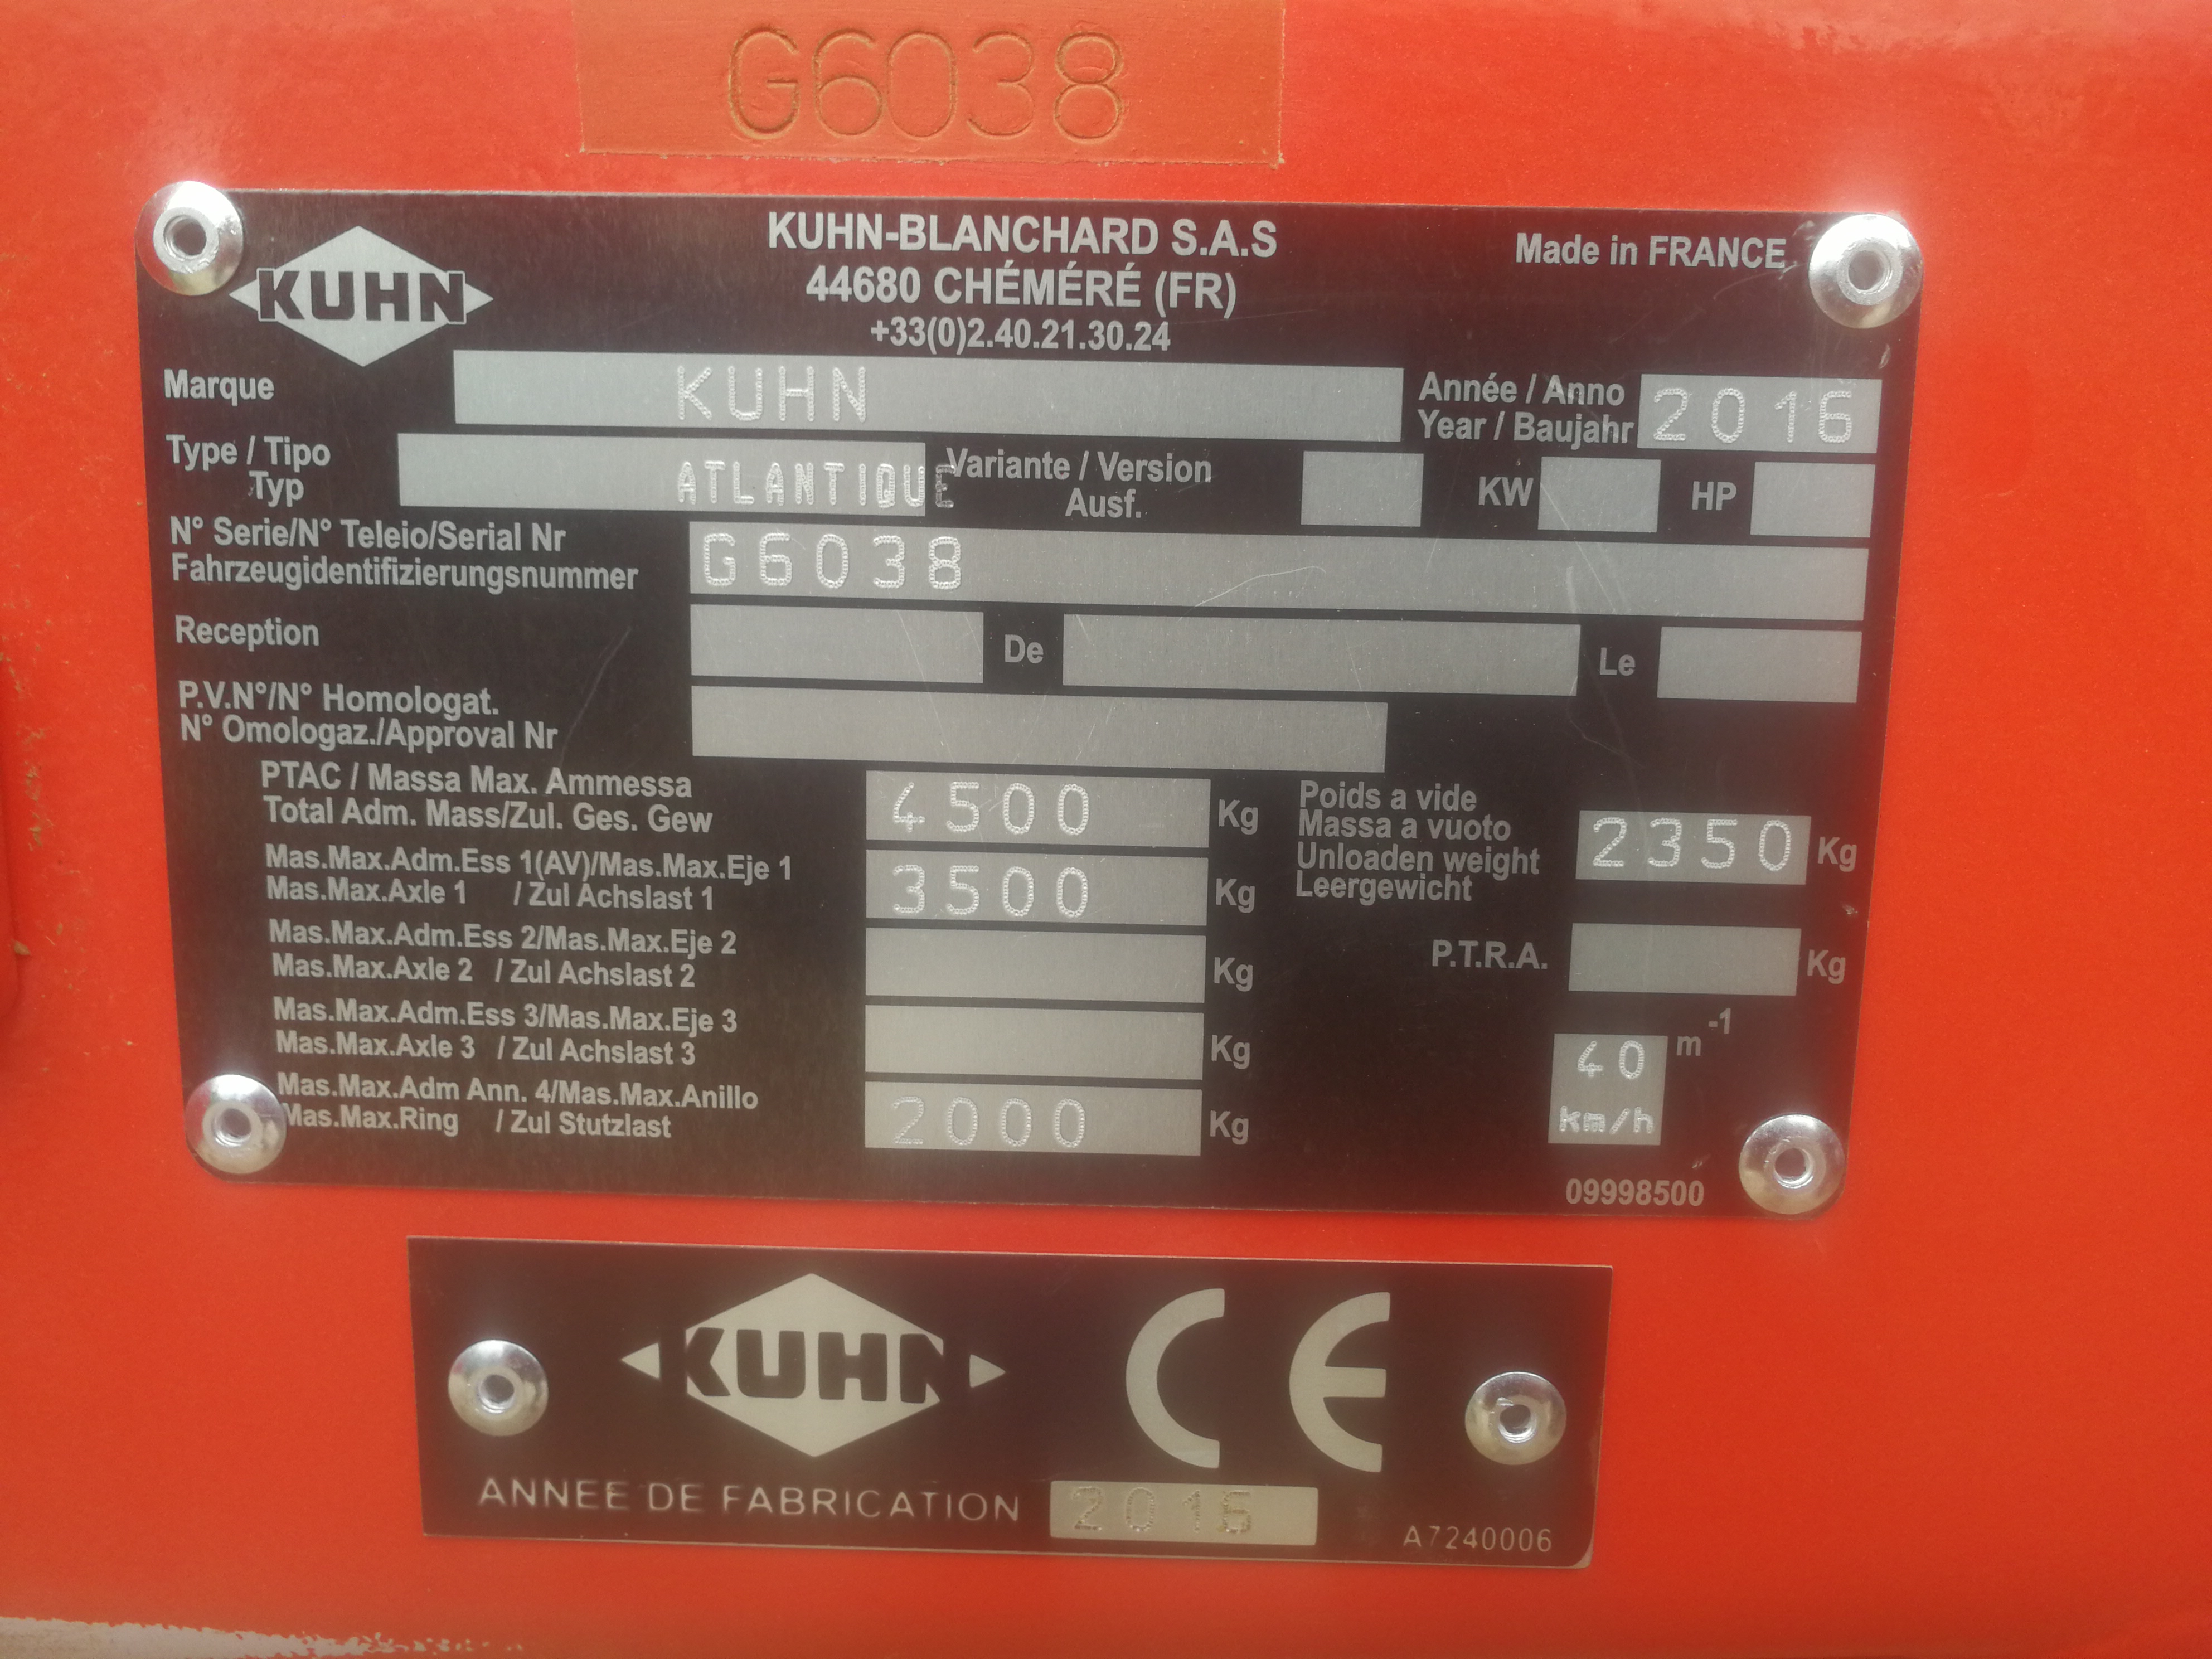 G6038
KUHN
KUHN-BLANCHARD S.A.S
44680 CHÉMÉRÉ (FR)
+33(0)2.40.21.30.24
Made in FRANCE
Marque KUHN
Année / Anno
Year / Baujahr 2016
Type / Tipo
Typ ATLANTIQUE
Variante / Version
Ausf.
KW HP
N° Serie/N° Teleio/Serial Nr
Fahrzeugidentifizierungsnummer G6038
Reception De Le
P.V.N°/N° Homologat.
N° Omologaz./Approval Nr
PTAC / Massa Max. Ammessa
Total Adm. Mass/Zul. Ges. Gew 4500 Kg
Poids a vide
Massa a vuoto
Unloaden weight
Leergewicht 2350 Kg
Mas.Max.Adm.Ess 1(AV)/Mas.Max.Eje 1
Mas.Max.Axle 1 / Zul Achslast 1 3500 Kg
Mas.Max.Adm.Ess 2/Mas.Max.Eje 2
Mas.Max.Axle 2 / Zul Achslast 2 Kg
P.T.R.A. Kg
Mas.Max.Adm.Ess 3/Mas.Max.Eje 3
Mas.Max.Axle 3 / Zul Achslast 3 Kg
40 m-1
km/h
Mas.Max.Adm Ann. 4/Mas.Max.Anillo
Mas.Max.Ring / Zul Stutzlast 2000 Kg
09998500
KUHN CE
ANNEE DE FABRICATION 2016
A7240006